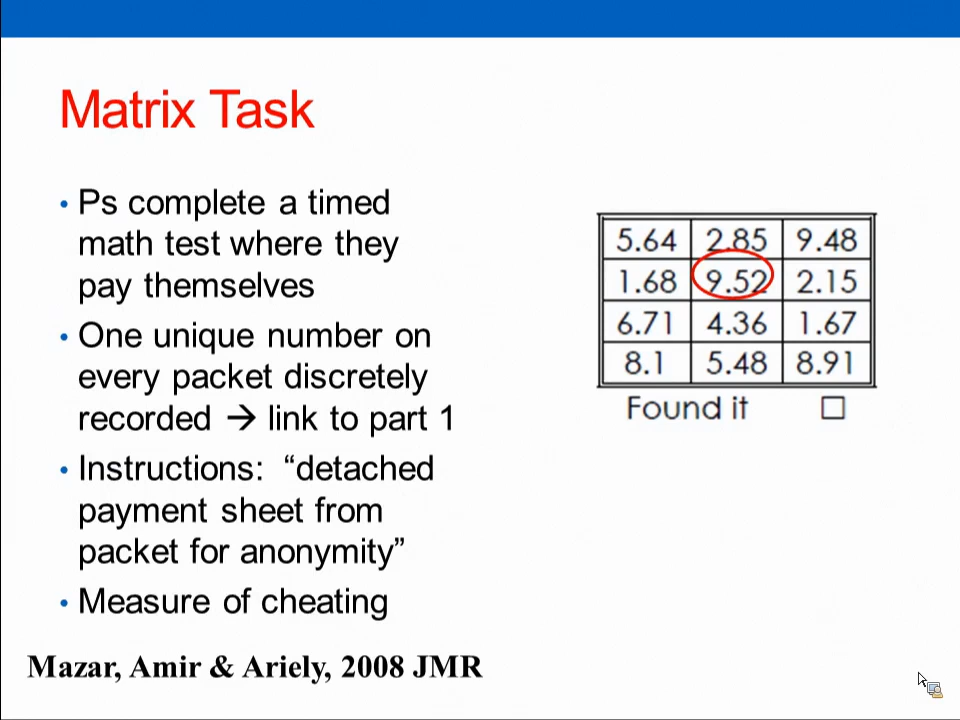 Matrix Task
• Ps complete a timed
math test where they
pay themselves
• One unique number on
every packet discretely
recorded → link to part 1
• Instructions: “detached
payment sheet from
packet for anonymity”
• Measure of cheating
5.64 2.85 9.48
1.68 9.52 2.15
6.71 4.36 1.67
8.1 5.48 8.91
Found it □
Mazar, Amir & Ariely, 2008 JMR